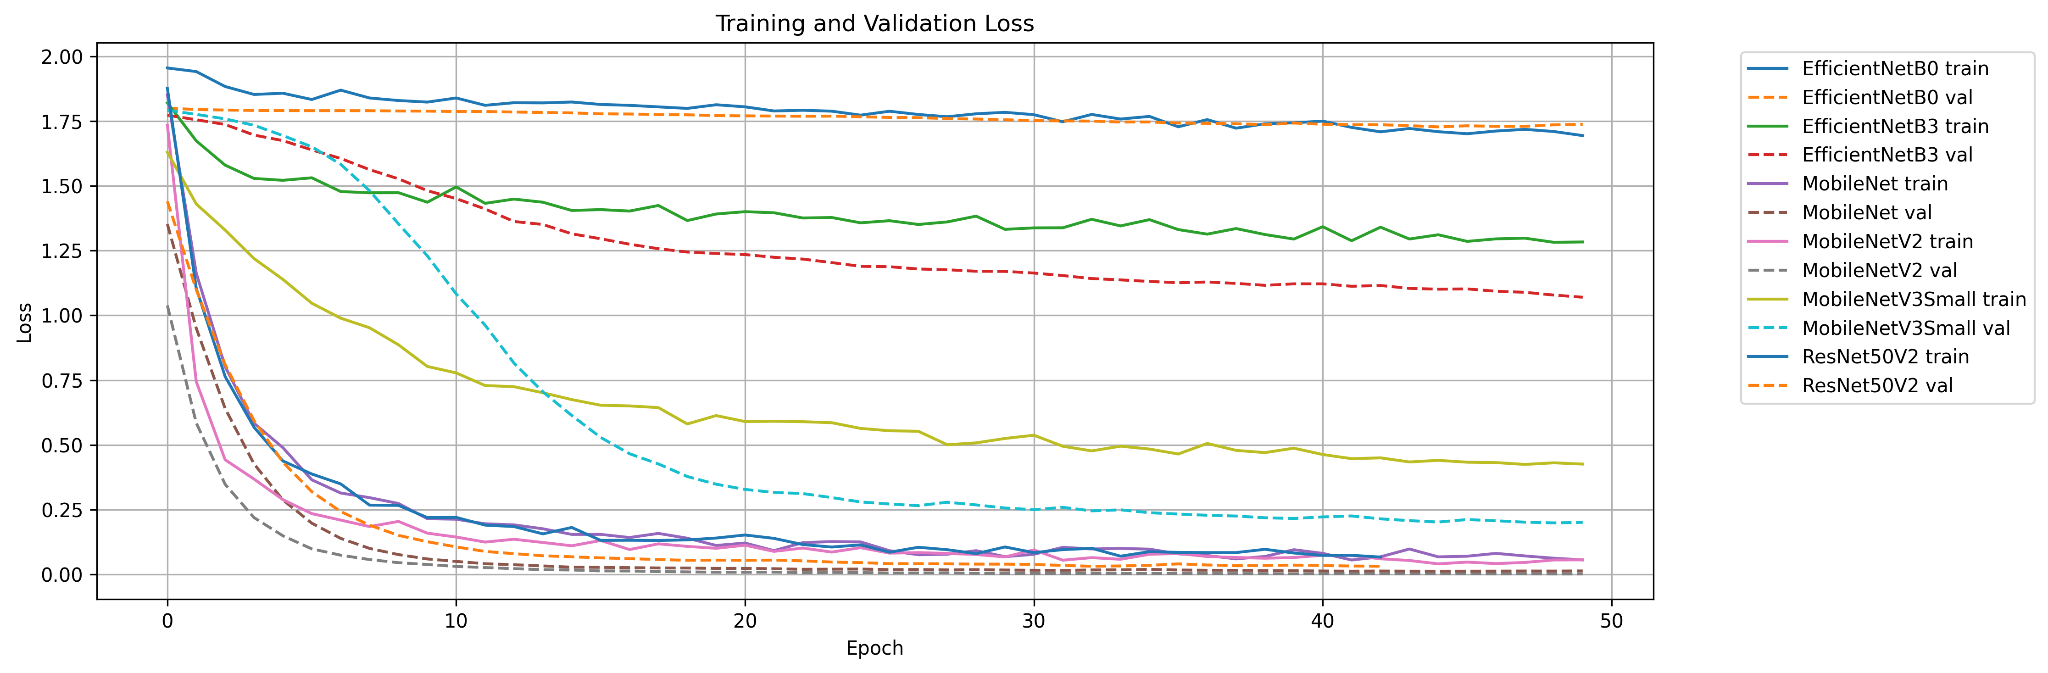 Training and Validation Loss
2.00
1.75
1.50
1.25
1.00
0.75
0.50
0.25
0.00
Loss
0 10 20 30 40 50
Epoch
EfficientNetB0 train
EfficientNetB0 val
EfficientNetB3 train
EfficientNetB3 val
MobileNet train
MobileNet val
MobileNetV2 train
MobileNetV2 val
MobileNetV3Small train
MobileNetV3Small val
ResNet50V2 train
ResNet50V2 val